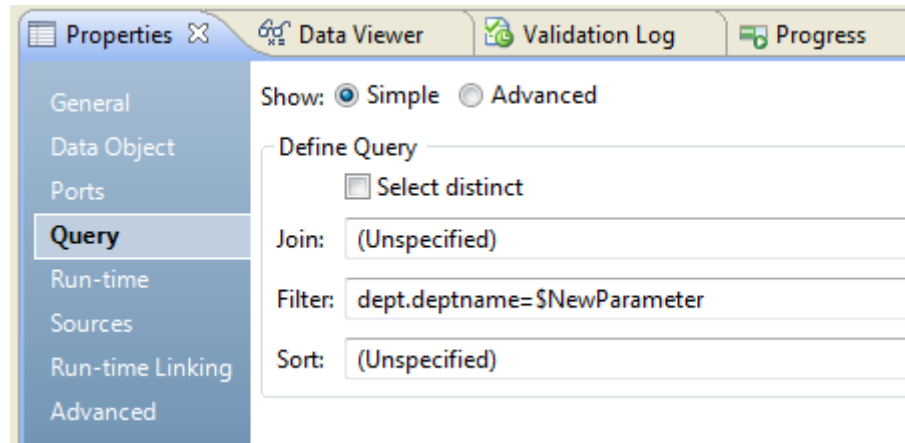 Properties Data Viewer Validation Log Progress
General
Data Object
Ports
Query
Run-time
Sources
Run-time Linking
Advanced
Show: Simple Advanced
Define Query
Select distinct
Join: (Unspecified)
Filter: dept.deptname=$NewParameter
Sort: (Unspecified)